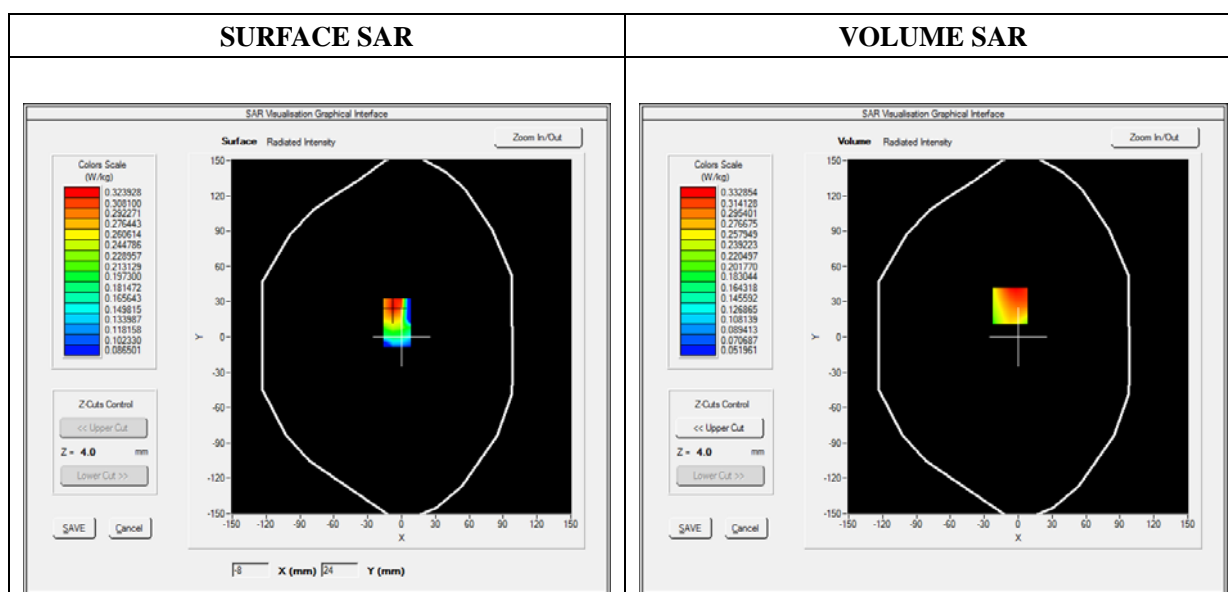 SURFACE SAR
VOLUME SAR
SAR Visualisation Graphical Interface
Surface Radiated Intensity
Zoom In/Out
Colors Scale
(W/kg)
0.323928
0.308100
0.292271
0.276443
0.260614
0.244786
0.228957
0.213129
0.197300
0.181472
0.165643
0.149815
0.133987
0.118158
0.102330
0.086501
Z-Cuts Control
<< Upper Cut
Z = 4.0 mm
Lower Cut >>
SAVE Cancel
150
120
90
60
30
0
-30
-60
-90
-120
-150
Y
-150 -120 -90 -60 -30 0 30 60 90 120 150
X
-8 X (mm) 24 Y (mm)
SAR Visualisation Graphical Interface
Volume Radiated Intensity
Zoom In/Out
Colors Scale
(W/kg)
0.332854
0.314128
0.295401
0.276675
0.257949
0.239223
0.220497
0.201770
0.183044
0.164318
0.145592
0.126865
0.108139
0.089413
0.070687
0.051961
Z-Cuts Control
<< Upper Cut
Z = 4.0 mm
Lower Cut >>
SAVE Cancel
150
120
90
60
30
0
-30
-60
-90
-120
-150
Y
-150 -120 -90 -60 -30 0 30 60 90 120 150
X